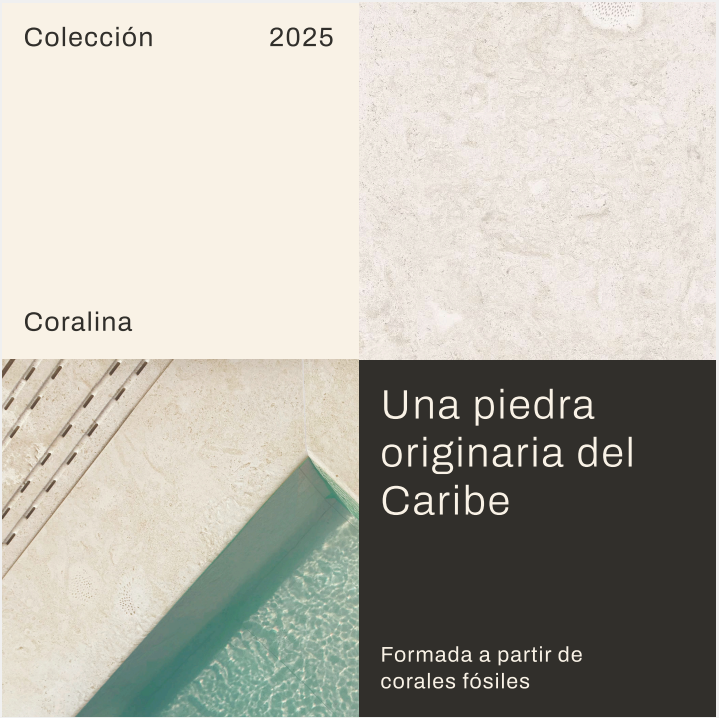 Colección 2025
Coralina
Una piedra
originaria del
Caribe
Formada a partir de
corales fósiles